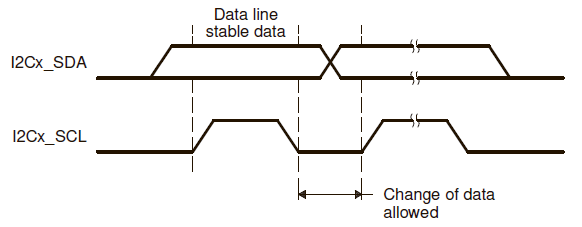 Data line
stable data
I2Cx_SDA
I2Cx_SCL
Change of data
allowed